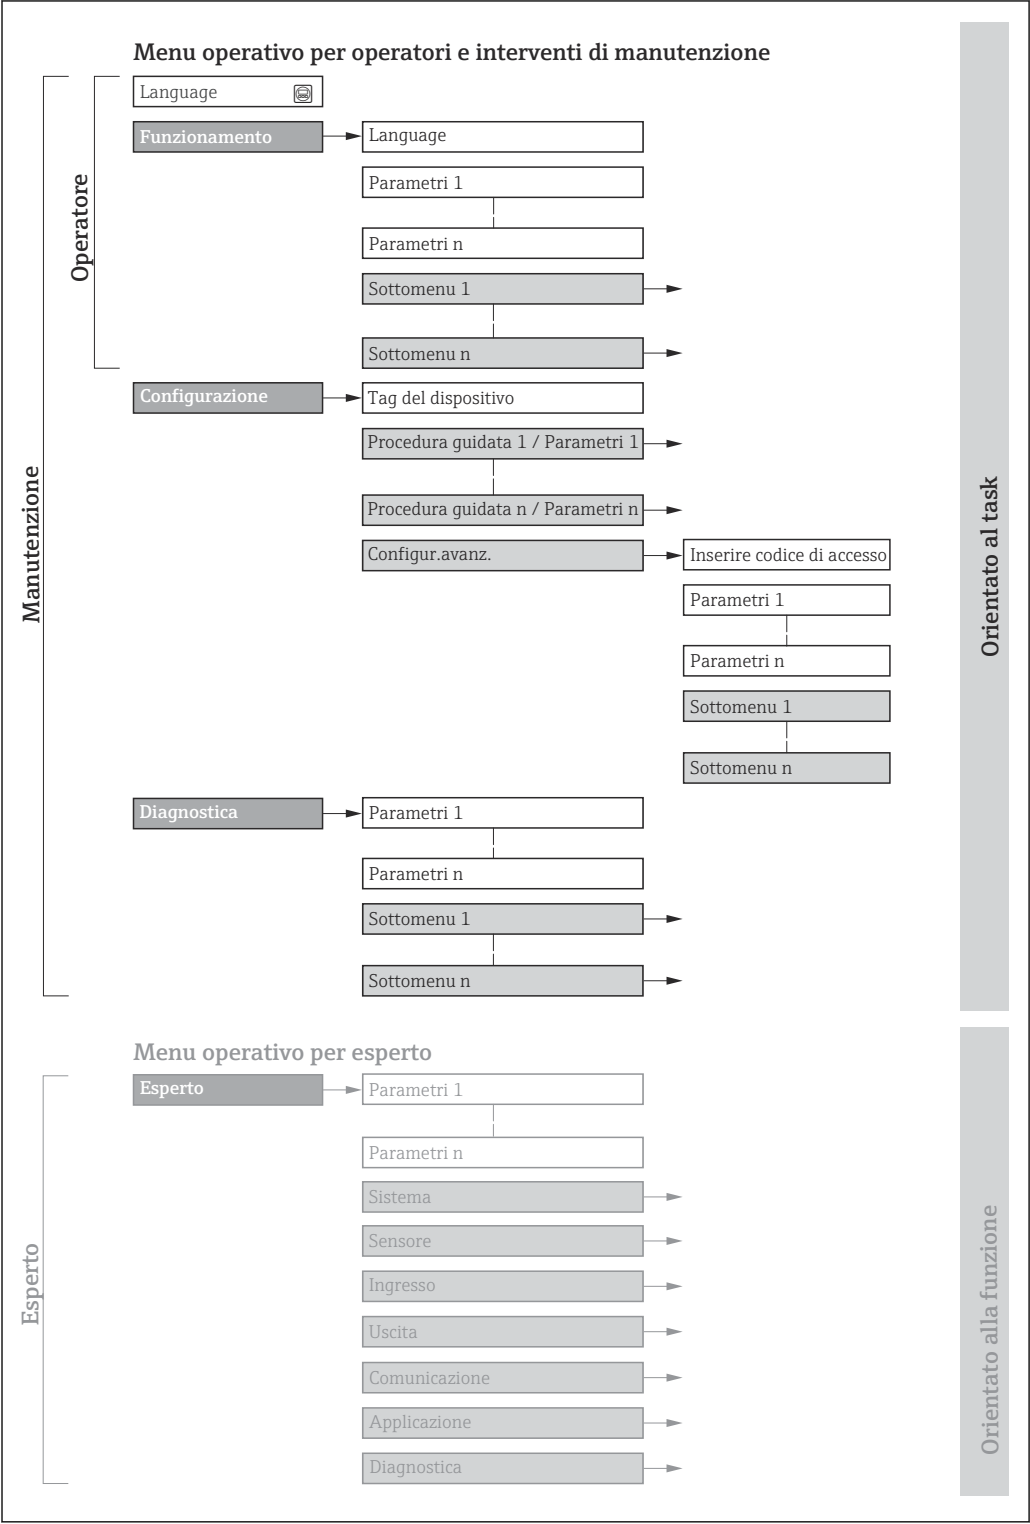 Menu operativo per operatori e interventi di manutenzione
Manutenzione
Operatore
Language
Funzionamento
Language
Parametri 1
Parametri n
Sottomenu 1
Sottomenu n
Configurazione
Tag del dispositivo
Procedura guidata 1 / Parametri 1
Procedura guidata n / Parametri n
Configur.avanz.
Inserire codice di accesso
Parametri 1
Parametri n
Sottomenu 1
Sottomenu n
Diagnostica
Parametri 1
Parametri n
Sottomenu 1
Sottomenu n
Orientato al task
Menu operativo per esperto
Esperto
Esperto
Parametri 1
Parametri n
Sistema
Sensore
Ingresso
Uscita
Comunicazione
Applicazione
Diagnostica
Orientato alla funzione